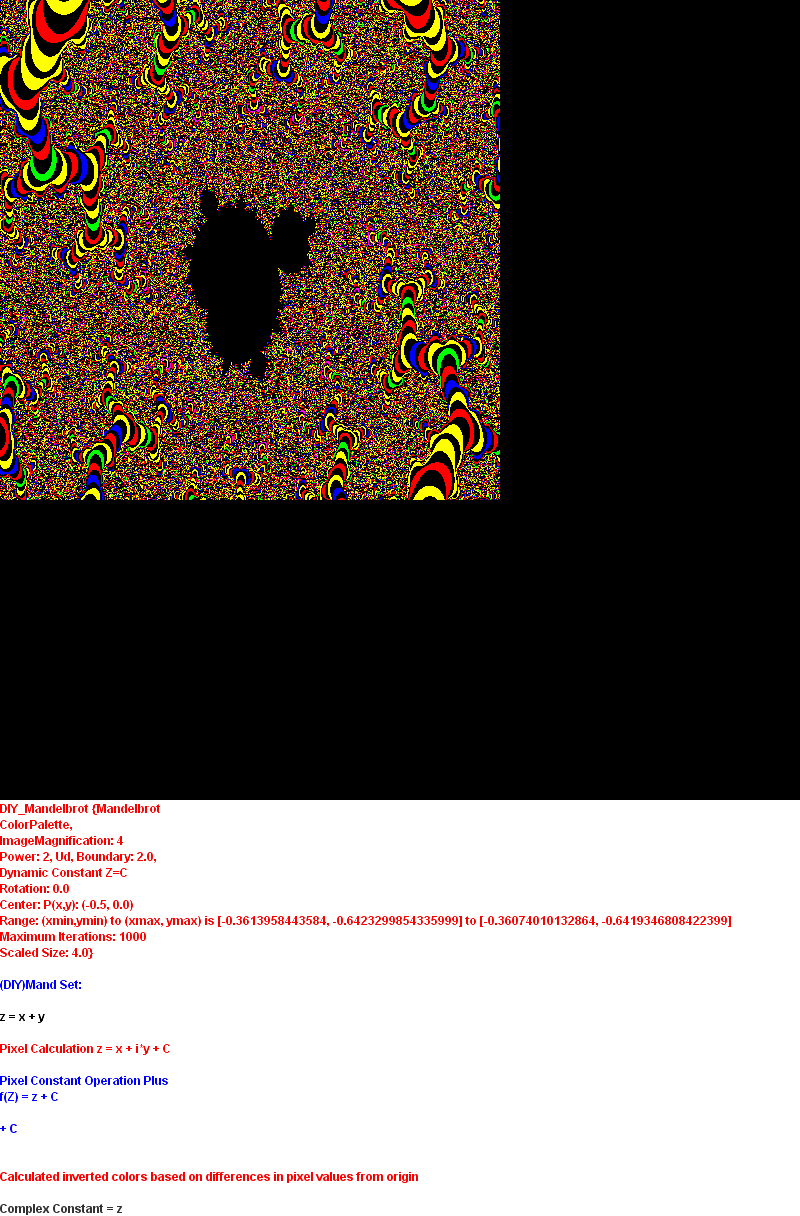 DIY_Mandelbrot {Mandelbrot
ColorPalette,
ImageMagnification: 4
Power: 2, Ud, Boundary: 2.0,
Dynamic Constant Z=C
Rotation: 0.0
Center: P(x,y): (-0.5, 0.0)
Range: (xmin,ymin) to (xmax, ymax) is [-0.3613958443584, -0.6423299854335999] to [-0.36074010132864, -0.6419346808422399]
Maximum Iterations: 1000
Scaled Size: 4.0}
(DIY)Mand Set:
z = x + y
Pixel Calculation z = x + i*y + C
Pixel Constant Operation Plus
f(Z) = z + C
+ C
Calculated inverted colors based on differences in pixel values from origin
Complex Constant = z